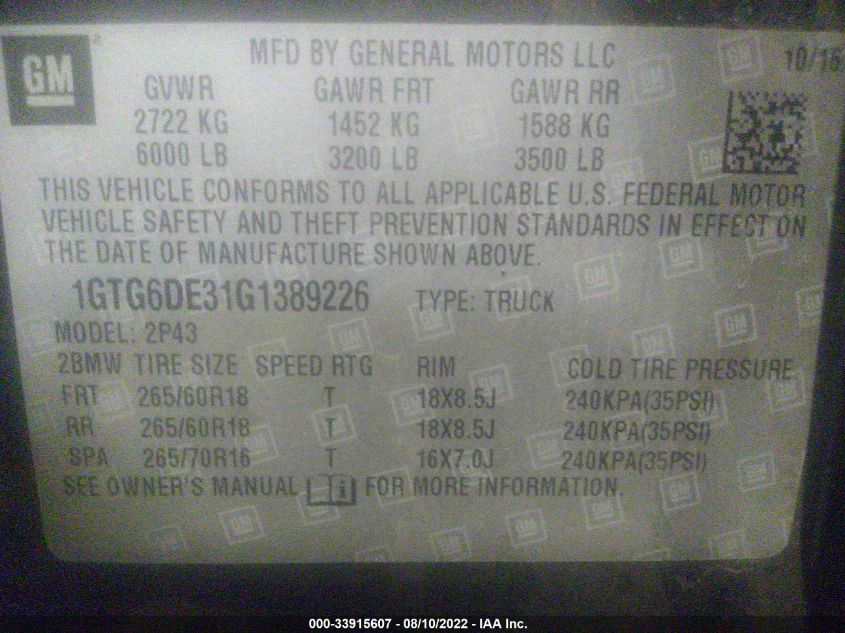 GM ® MFD BY GENERAL MOTORS LLC 10/16
GVWR GAWR FRT GAWR RR
2722 KG 1452 KG 1588 KG
6000 LB 3200 LB 3500 LB
THIS VEHICLE CONFORMS TO ALL APPLICABLE U.S. FEDERAL MOTOR
VEHICLE SAFETY AND THEFT PREVENTION STANDARDS IN EFFECT ON
THE DATE OF MANUFACTURE SHOWN ABOVE.
1GTG6DE31G1389226 TYPE: TRUCK
MODEL: 2P43
2BMW TIRE SIZE SPEED RTG RIM COLD TIRE PRESSURE
FRT 265/60R18 T 18X8.5J 240KPA(35PSI)
RR 265/60R18 T 18X8.5J 240KPA(35PSI)
SPA 265/70R16 T 16X7.0J 240KPA(35PSI)
SEE OWNER'S MANUAL i FOR MORE INFORMATION.
000-33915607 - 08/10/2022 - IAA Inc.